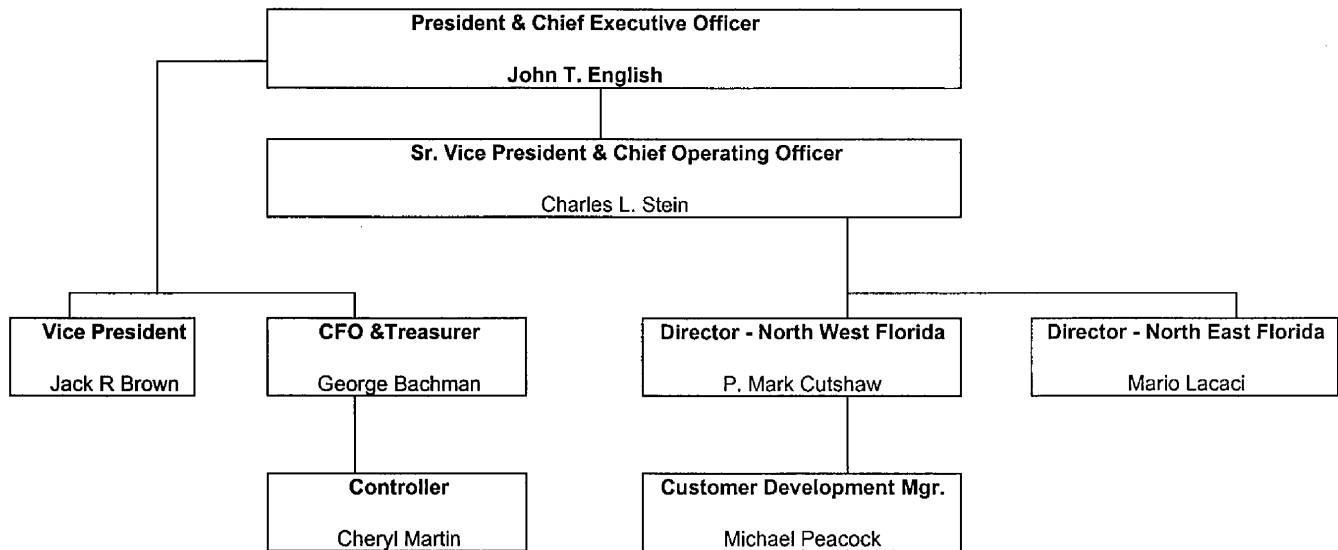 President & Chief Executive Officer
John T. English
Sr. Vice President & Chief Operating Officer
Charles L. Stein
Vice President
Jack R Brown
CFO &Treasurer
George Bachman
Director - North West Florida
P. Mark Cutshaw
Director - North East Florida
Mario Lacaci
Controller
Cheryl Martin
Customer Development Mgr.
Michael Peacock